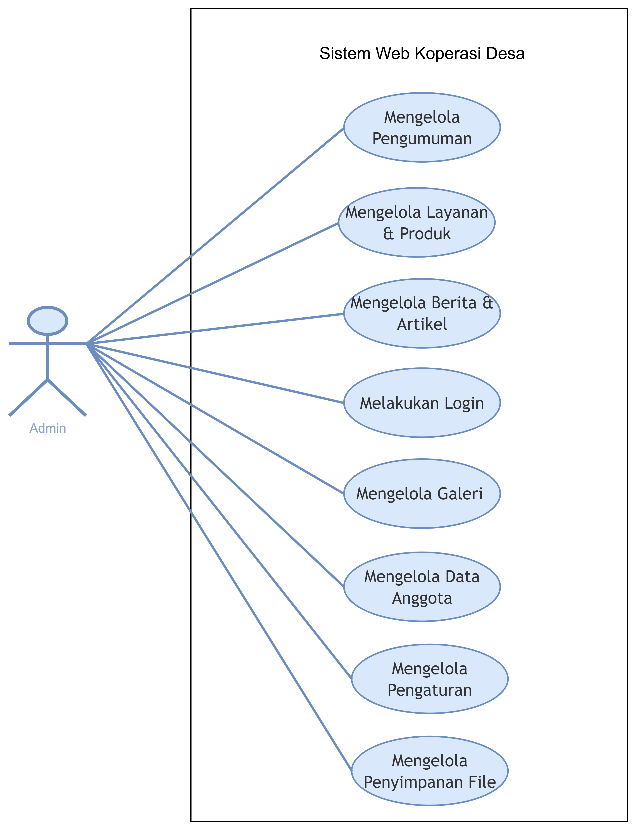 Sistem Web Koperasi Desa
Mengelola
Pengumuman
Mengelola Layanan
& Produk
Mengelola Berita &
Artikel
Melakukan Login
Admin
Mengelola Galeri
Mengelola Data
Anggota
Mengelola
Pengaturan
Mengelola
Penyimpanan File